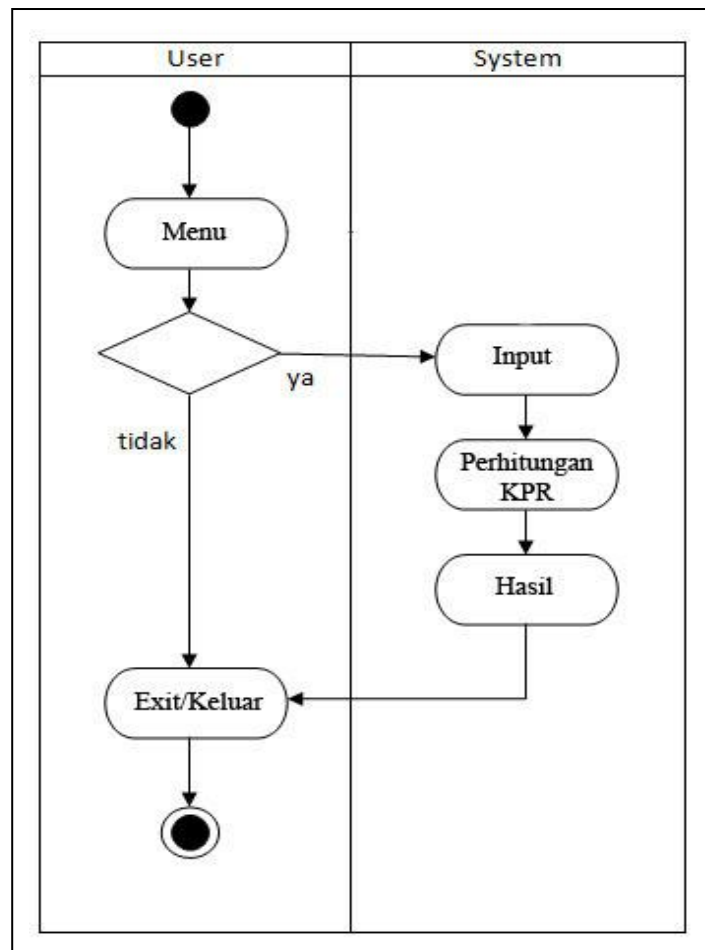 User
System
Menu
ya
Input
tidak
Perhitungan
KPR
Hasil
Exit/Keluar